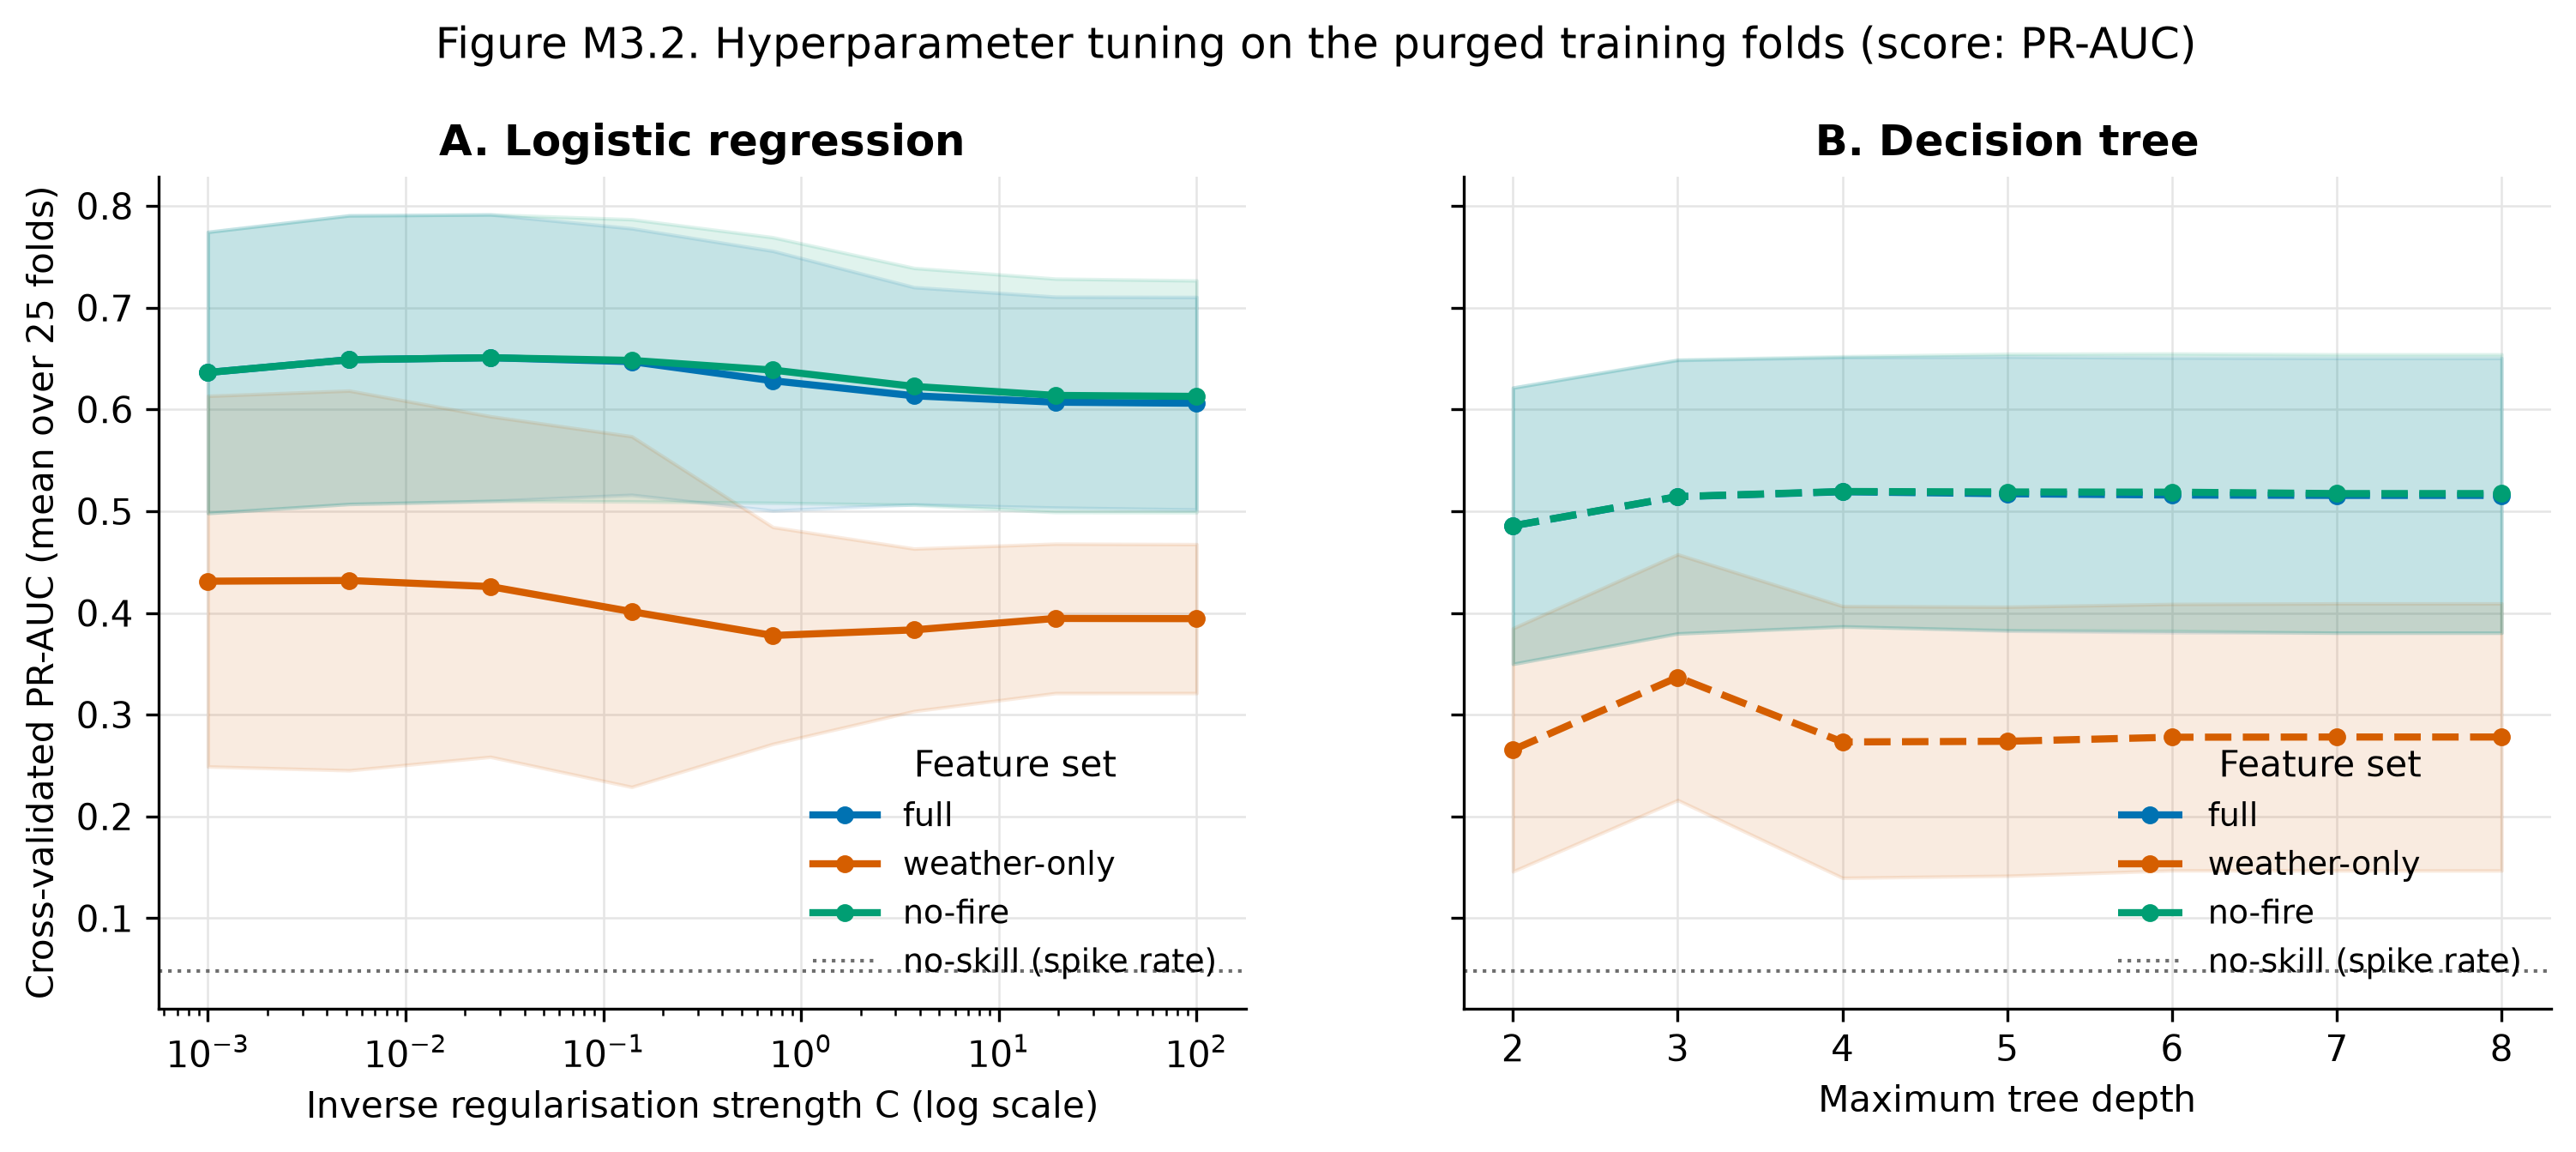 Figure M3.2. Hyperparameter tuning on the purged training folds (score: PR-AUC)
A. Logistic regression
Cross-validated PR-AUC (mean over 25 folds)
0.8
0.7
0.6
0.5
0.4
0.3
0.2
0.1
Feature set
full
weather-only
no-fire
no-skill (spike rate)
10⁻³ 10⁻² 10⁻¹ 10⁰ 10¹ 10²
Inverse regularisation strength C (log scale)
B. Decision tree
Feature set
full
weather-only
no-fire
no-skill (spike rate)
2 3 4 5 6 7 8
Maximum tree depth